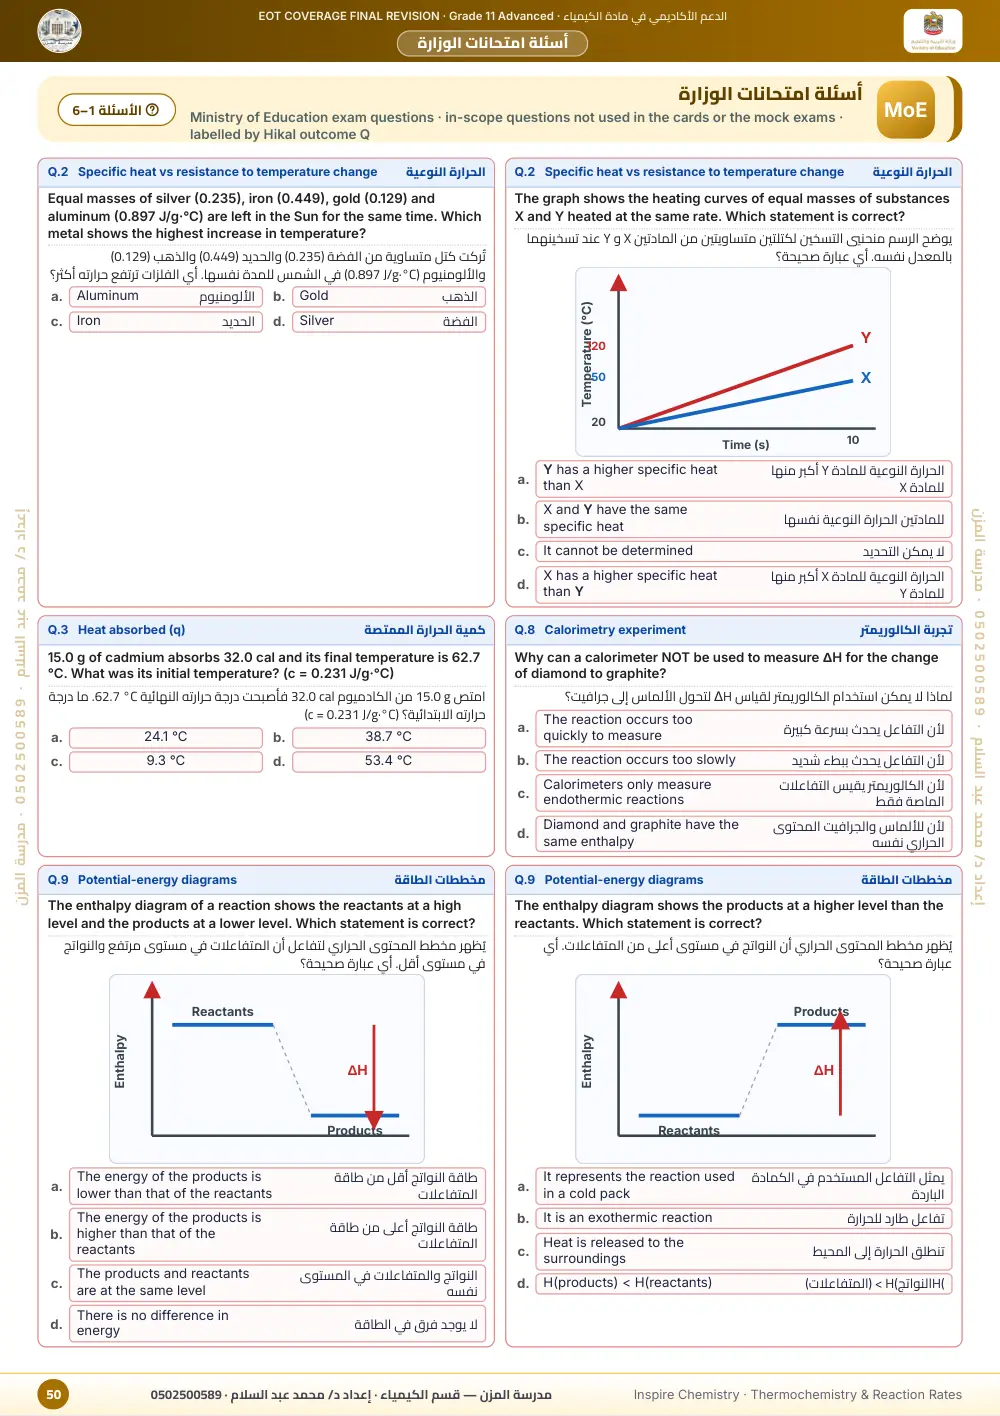 EOT COVERAGE FINAL REVISION · Grade 11 Advanced · الدعم الأكاديمي في مادة الكيمياء
أسئلة امتحانات الوزارة
أسئلة امتحانات الوزارة
MoE
الأسئلة 1–6
Ministry of Education exam questions · in-scope questions not used in the cards or the mock exams ·
labelled by Hikal outcome Q
Q.2 Specific heat vs resistance to temperature change الحرارة النوعية
Equal masses of silver (0.235), iron (0.449), gold (0.129) and
aluminum (0.897 J/g·°C) are left in the Sun for the same time. Which
metal shows the highest increase in temperature?
تُركت كتل متساوية من الفضة (0.235) والحديد (0.449) والذهب (0.129)
والألومنيوم (0.897 J/g·°C) في الشمس للمدة نفسها. أي الفلزات ترتفع حرارته أكثر؟
a. Aluminum الألومنيوم
b. Gold الذهب
c. Iron الحديد
d. Silver الفضة
Q.2 Specific heat vs resistance to temperature change الحرارة النوعية
The graph shows the heating curves of equal masses of substances
X and Y heated at the same rate. Which statement is correct?
يوضح الرسم منحنيي التسخين لكتلتين متساويتين من المادتين X و Y عند تسخينهما
بالمعدل نفسه. أي عبارة صحيحة؟
Temperature (°C)
20
50
20
Y
X
10
Time (s)
a. Y has a higher specific heat
than X
الحرارة النوعية للمادة Y أكبر منها
للمادة X
b. X and Y have the same
specific heat
للمادتين الحرارة النوعية نفسها
c. It cannot be determined لا يمكن التحديد
d. X has a higher specific heat
than Y
الحرارة النوعية للمادة X أكبر منها
للمادة Y
Q.3 Heat absorbed (q) كمية الحرارة الممتصة
15.0 g of cadmium absorbs 32.0 cal and its final temperature is 62.7
°C. What was its initial temperature? (c = 0.231 J/g·°C)
امتص 15.0 g من الكادميوم 32.0 cal فأصبحت درجة حرارته النهائية 62.7 °C. ما درجة
حرارته الابتدائية؟ (c = 0.231 J/g·°C)
a. 24.1 °C
b. 38.7 °C
c. 9.3 °C
d. 53.4 °C
Q.8 Calorimetry experiment تجربة الكالوريمتر
Why can a calorimeter NOT be used to measure ΔH for the change
of diamond to graphite?
لماذا لا يمكن استخدام الكالوريمتر لقياس ΔH لتحول الألماس إلى جرافيت؟
a. The reaction occurs too
quickly to measure
لأن التفاعل يحدث بسرعة كبيرة
b. The reaction occurs too slowly لأن التفاعل يحدث ببطء شديد
c. Calorimeters only measure
endothermic reactions
لأن الكالوريمتر يقيس التفاعلات
الماصة فقط
d. Diamond and graphite have the
same enthalpy
لأن للألماس والجرافيت المحتوى
الحراري نفسه
Q.9 Potential-energy diagrams مخططات الطاقة
The enthalpy diagram of a reaction shows the reactants at a high
level and the products at a lower level. Which statement is correct?
يُظهر مخطط المحتوى الحراري لتفاعل أن المتفاعلات في مستوى مرتفع والنواتج
في مستوى أقل. أي عبارة صحيحة؟
Enthalpy
Reactants
ΔH
Products
a. The energy of the products is
lower than that of the reactants
طاقة النواتج أقل من طاقة
المتفاعلات
b. The energy of the products is
higher than that of the
reactants
طاقة النواتج أعلى من طاقة
المتفاعلات
c. The products and reactants
are at the same level
النواتج والمتفاعلات في المستوى
نفسه
d. There is no difference in
energy
لا يوجد فرق في الطاقة
Q.9 Potential-energy diagrams مخططات الطاقة
The enthalpy diagram shows the products at a higher level than the
reactants. Which statement is correct?
يُظهر مخطط المحتوى الحراري أن النواتج في مستوى أعلى من المتفاعلات. أي
عبارة صحيحة؟
Enthalpy
Products
ΔH
Reactants
a. It represents the reaction used
in a cold pack
يمثل التفاعل المستخدم في الكمادة
الباردة
b. It is an exothermic reaction تفاعل طارد للحرارة
c. Heat is released to the
surroundings
تنطلق الحرارة إلى المحيط
d. H(products) < H(reactants) H(النواتج) < H(المتفاعلات)
إعداد د/ محمد عبد السلام · 0502500589 · مدرسة المزن
إعداد د/ محمد عبد السلام · 0502500589 · مدرسة المزن
50
مدرسة المزن — قسم الكيمياء · إعداد د/ محمد عبد السلام · 0502500589
Inspire Chemistry · Thermochemistry & Reaction Rates